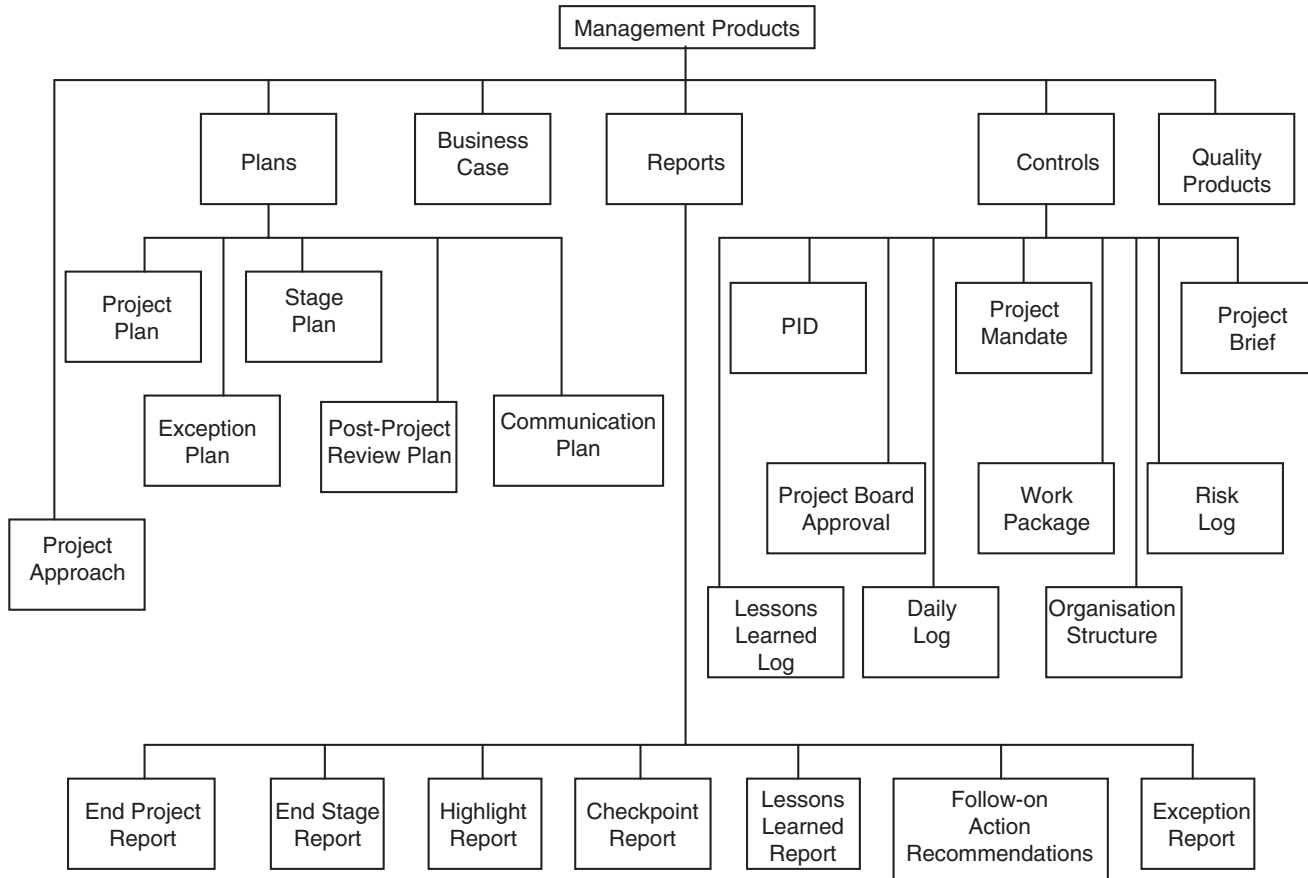 Management Products
Plans
Business
Case
Reports
Controls
Quality
Products
Project
Plan
Stage
Plan
PID
Project
Mandate
Project
Brief
Exception
Plan
Post-Project
Review Plan
Communication
Plan
Project Board
Approval
Work
Package
Risk
Log
Project
Approach
Lessons
Learned
Log
Daily
Log
Organisation
Structure
End Project
Report
End Stage
Report
Highlight
Report
Checkpoint
Report
Lessons
Learned
Report
Follow-on
Action
Recommendations
Exception
Report